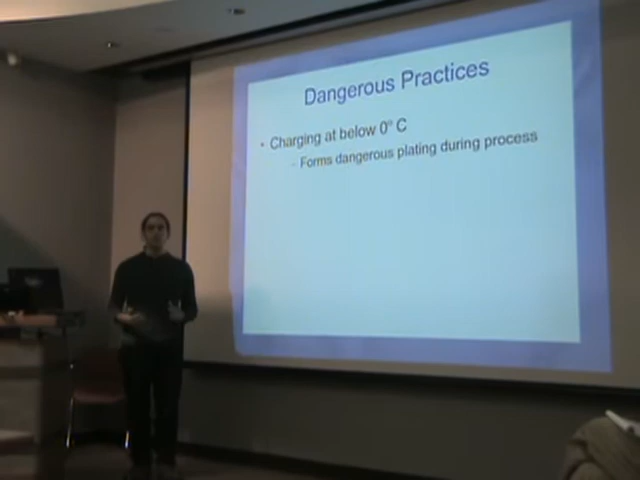 Dangerous Practices
• Charging at below 0° C
– Forms dangerous plating during process